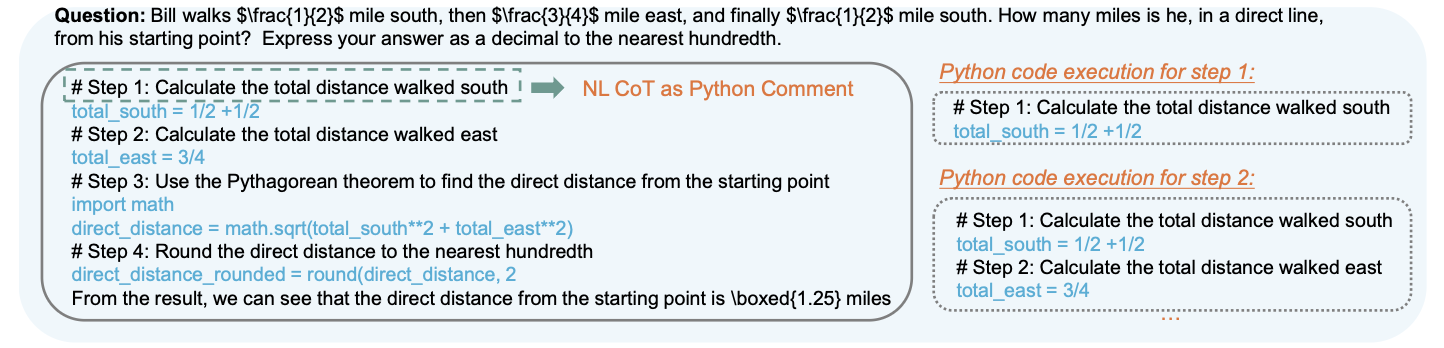 Question: Bill walks $\frac{1}{2}$ mile south, then $\frac{3}{4}$ mile east, and finally $\frac{1}{2}$ mile south. How many miles is he, in a direct line,
from his starting point? Express your answer as a decimal to the nearest hundredth.
# Step 1: Calculate the total distance walked south
NL CoT as Python Comment
total_south = 1/2 +1/2
# Step 2: Calculate the total distance walked east
total_east = 3/4
# Step 3: Use the Pythagorean theorem to find the direct distance from the starting point
import math
direct_distance = math.sqrt(total_south**2 + total_east**2)
# Step 4: Round the direct distance to the nearest hundredth
direct_distance_rounded = round(direct_distance, 2
From the result, we can see that the direct distance from the starting point is \boxed{1.25} miles
Python code execution for step 1:
# Step 1: Calculate the total distance walked south
total_south = 1/2 +1/2
Python code execution for step 2:
# Step 1: Calculate the total distance walked south
total_south = 1/2 +1/2
# Step 2: Calculate the total distance walked east
total_east = 3/4
...